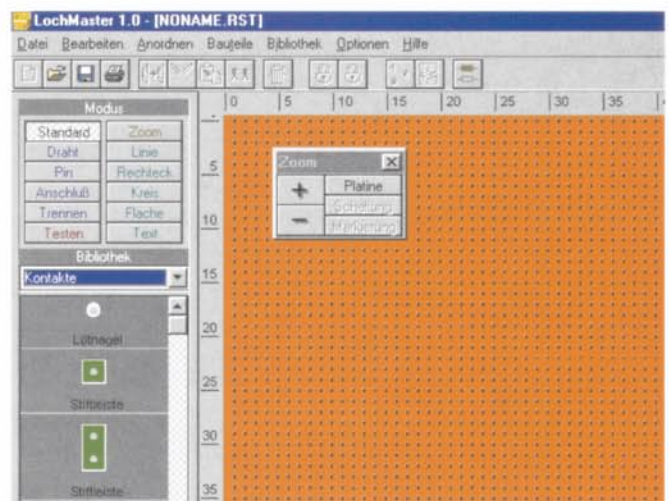 LochMaster 1.0 - [NONAME.RST]
Datei Bearbeiten Anordnen Bauteile Bibliothek Optionen Hilfe
Modus
Standard Zoom
Draht Linie
Pin Rechteck
Anschluß Kreis
Trennen Fläche
Testen Text
Bibliothek
Kontakte
Lötnagel
Stiftleiste
Stiftleiste
0 5 10 15 20 25 30 35
5
10
15
20
25
30
35
Zoom
+ Platine
Schaltung
- Markierung